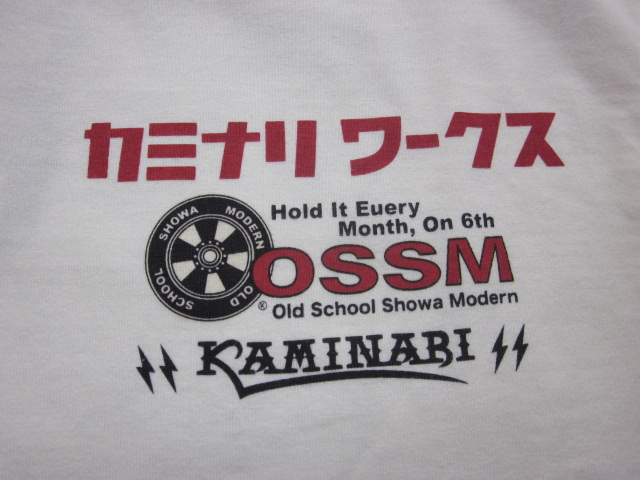 カミナリ ワークス
SHOWA MODERN OLD SCHOOL
Hold It Euery
Month, On 6th
OSSM
® Old School Showa Modern
KAMINARI